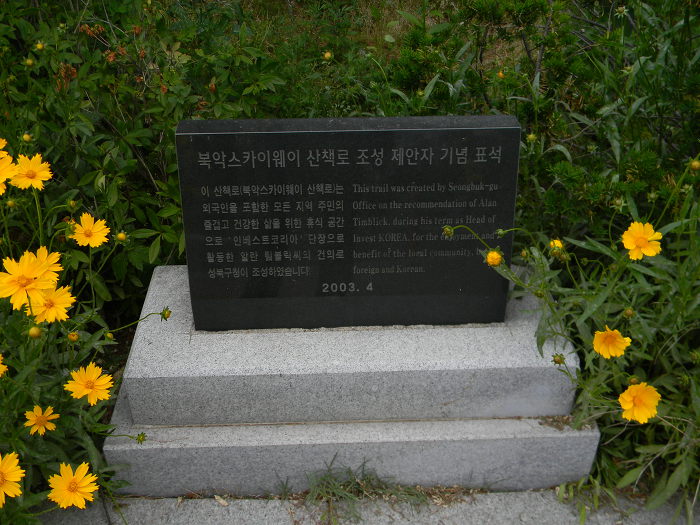 북악스카이웨이 산책로 조성 제안자 기념 표석
이 산책로(북악스카이웨이 산책로)는
외국인을 포함한 모든 지역 주민의
즐겁고 건강한 삶을 위한 휴식 공간
으로 '인베스트코리아' 단장으로
활동한 알란 팀블릭씨의 건의로
성북구청이 조성하였습니다
This trail was created by Seongbuk-gu
Office on the recommendation of Alan
Timblick, during his term as Head of
Invest KOREA, for the enjoyment and
benefit of the local community,
foreign and Korean.
2003. 4